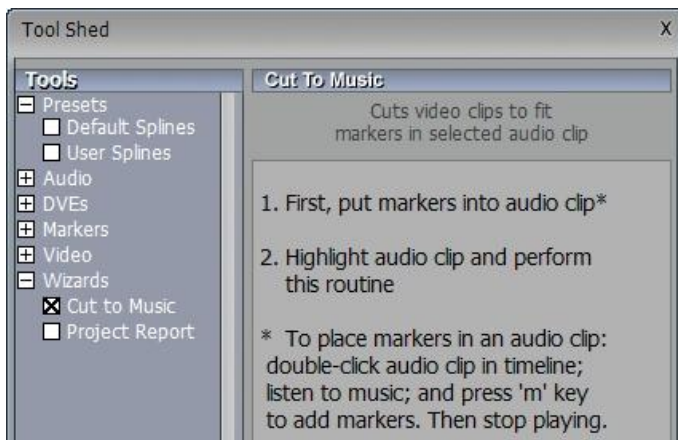 Tool Shed X
Tools
Presets
Default Splines
User Splines
Audio
DVEs
Markers
Video
Wizards
Cut to Music
Project Report
Cut To Music
Cuts video clips to fit
markers in selected audio clip
1. First, put markers into audio clip*
2. Highlight audio clip and perform
this routine
* To place markers in an audio clip:
double-click audio clip in timeline;
listen to music; and press 'm' key
to add markers. Then stop playing.